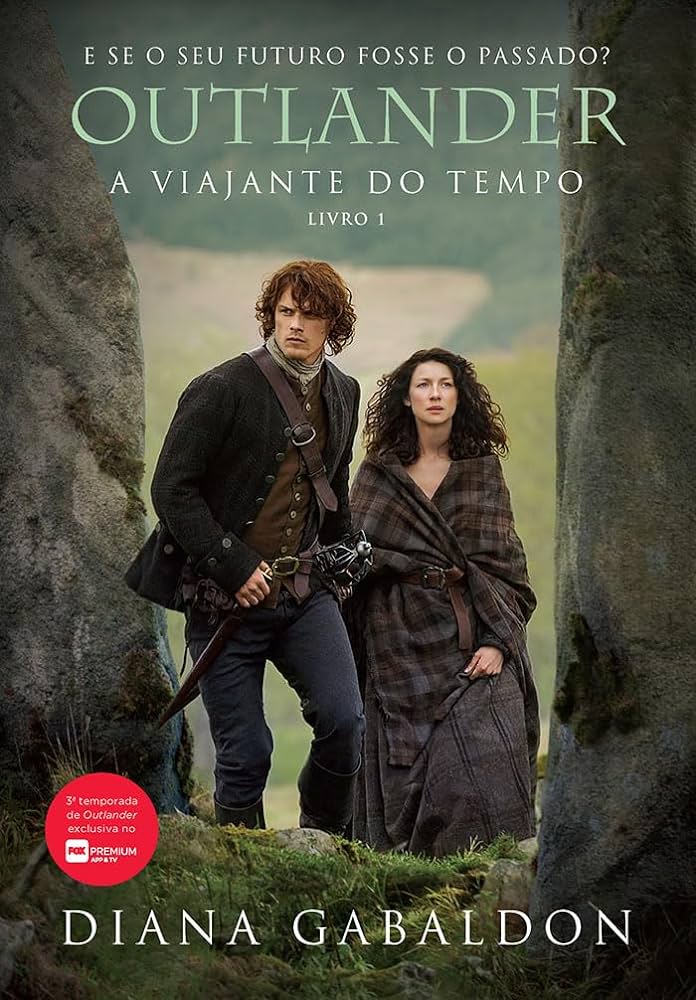 E SE O SEU FUTURO FOSSE O PASSADO?
OUTLANDER
A VIAJANTE DO TEMPO
LIVRO 1
3ª temporada
de Outlander
exclusiva no
FOX PREMIUM
APP & TV
DIANA GABALDON